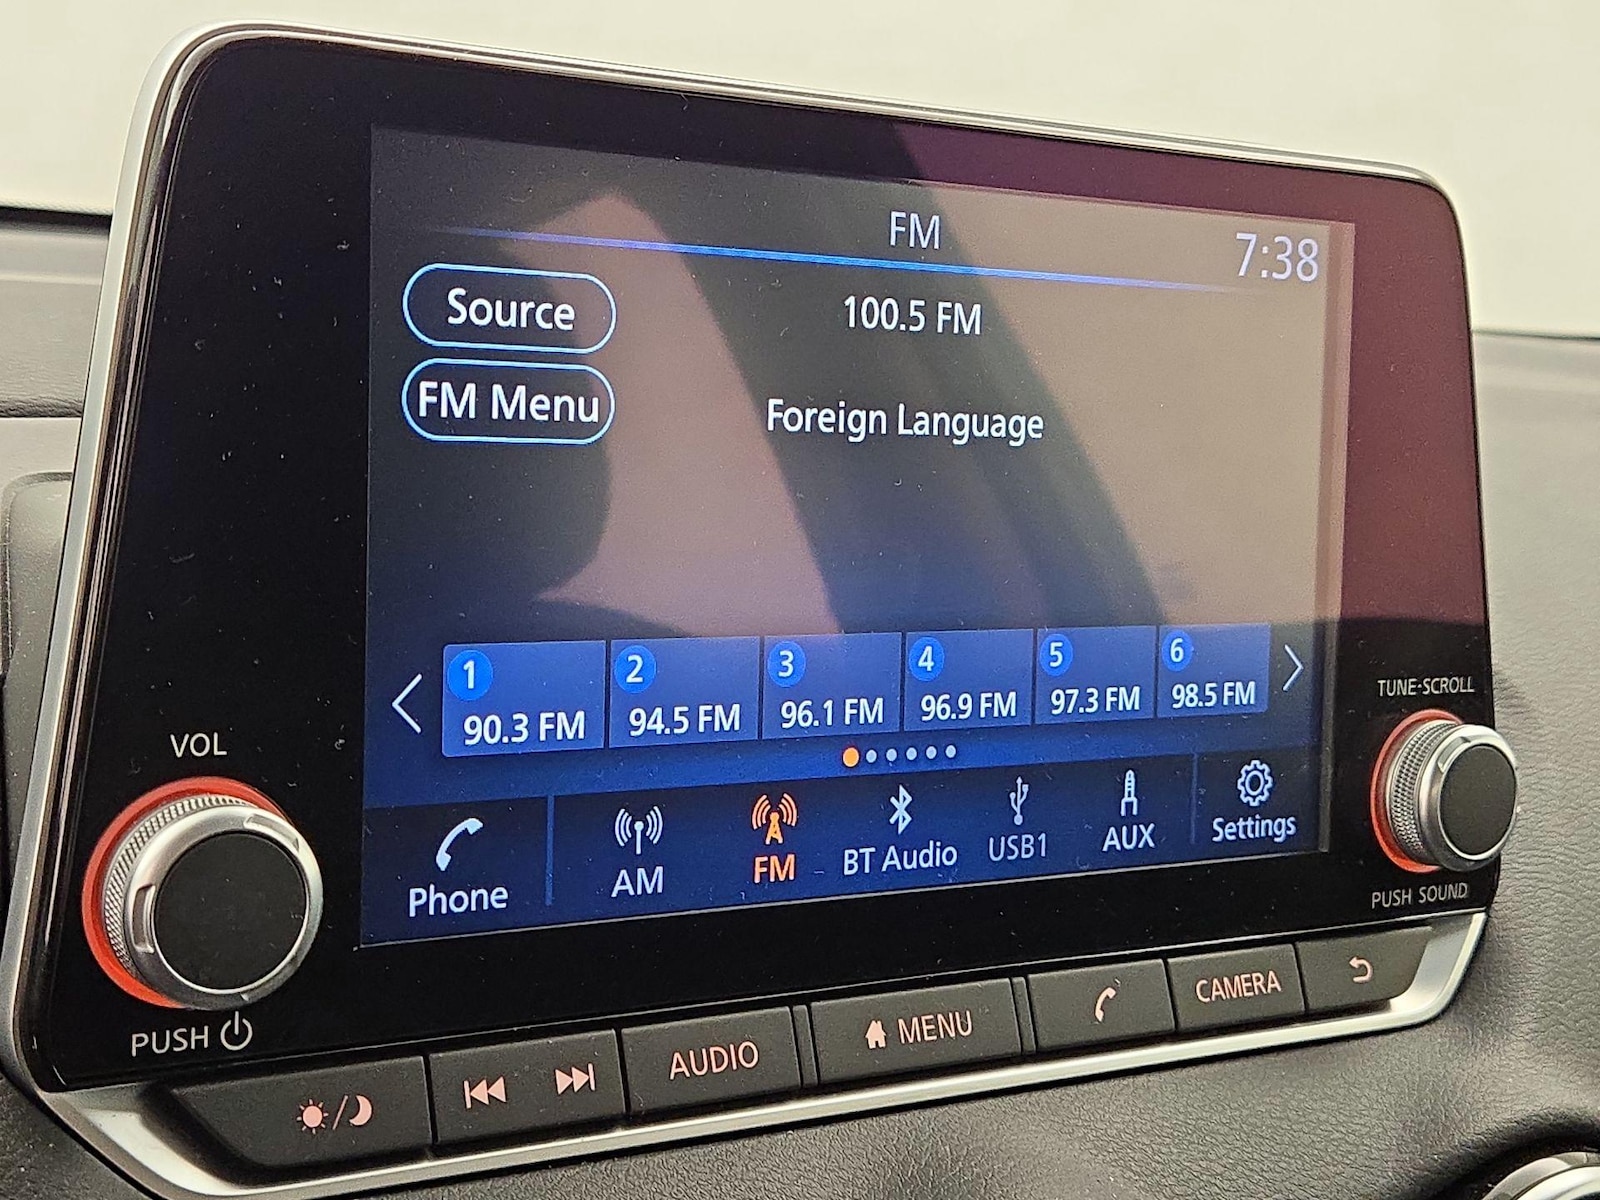 FM
7:38
Source
100.5 FM
FM Menu
Foreign Language
1 2 3 4 5 6
90.3 FM 94.5 FM 96.1 FM 96.9 FM 97.3 FM 98.5 FM
Phone AM FM BT Audio USB1 AUX Settings
VOL
PUSH
TUNE·SCROLL
PUSH SOUND
AUDIO MENU CAMERA